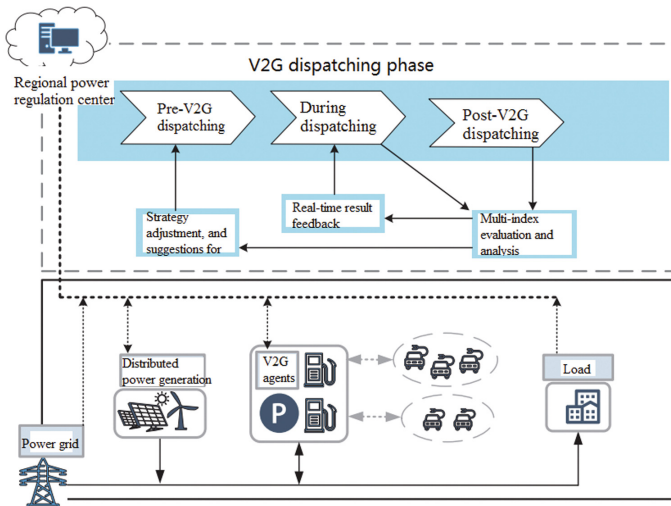 V2G dispatching phase
Regional power
regulation center
Pre-V2G
dispatching
During
dispatching
Post-V2G
dispatching
Strategy
adjustment, and
suggestions for
Real-time result
feedback
Multi-index
evaluation and
analysis
Distributed
power generation
V2G
agents
P
Load
Power grid